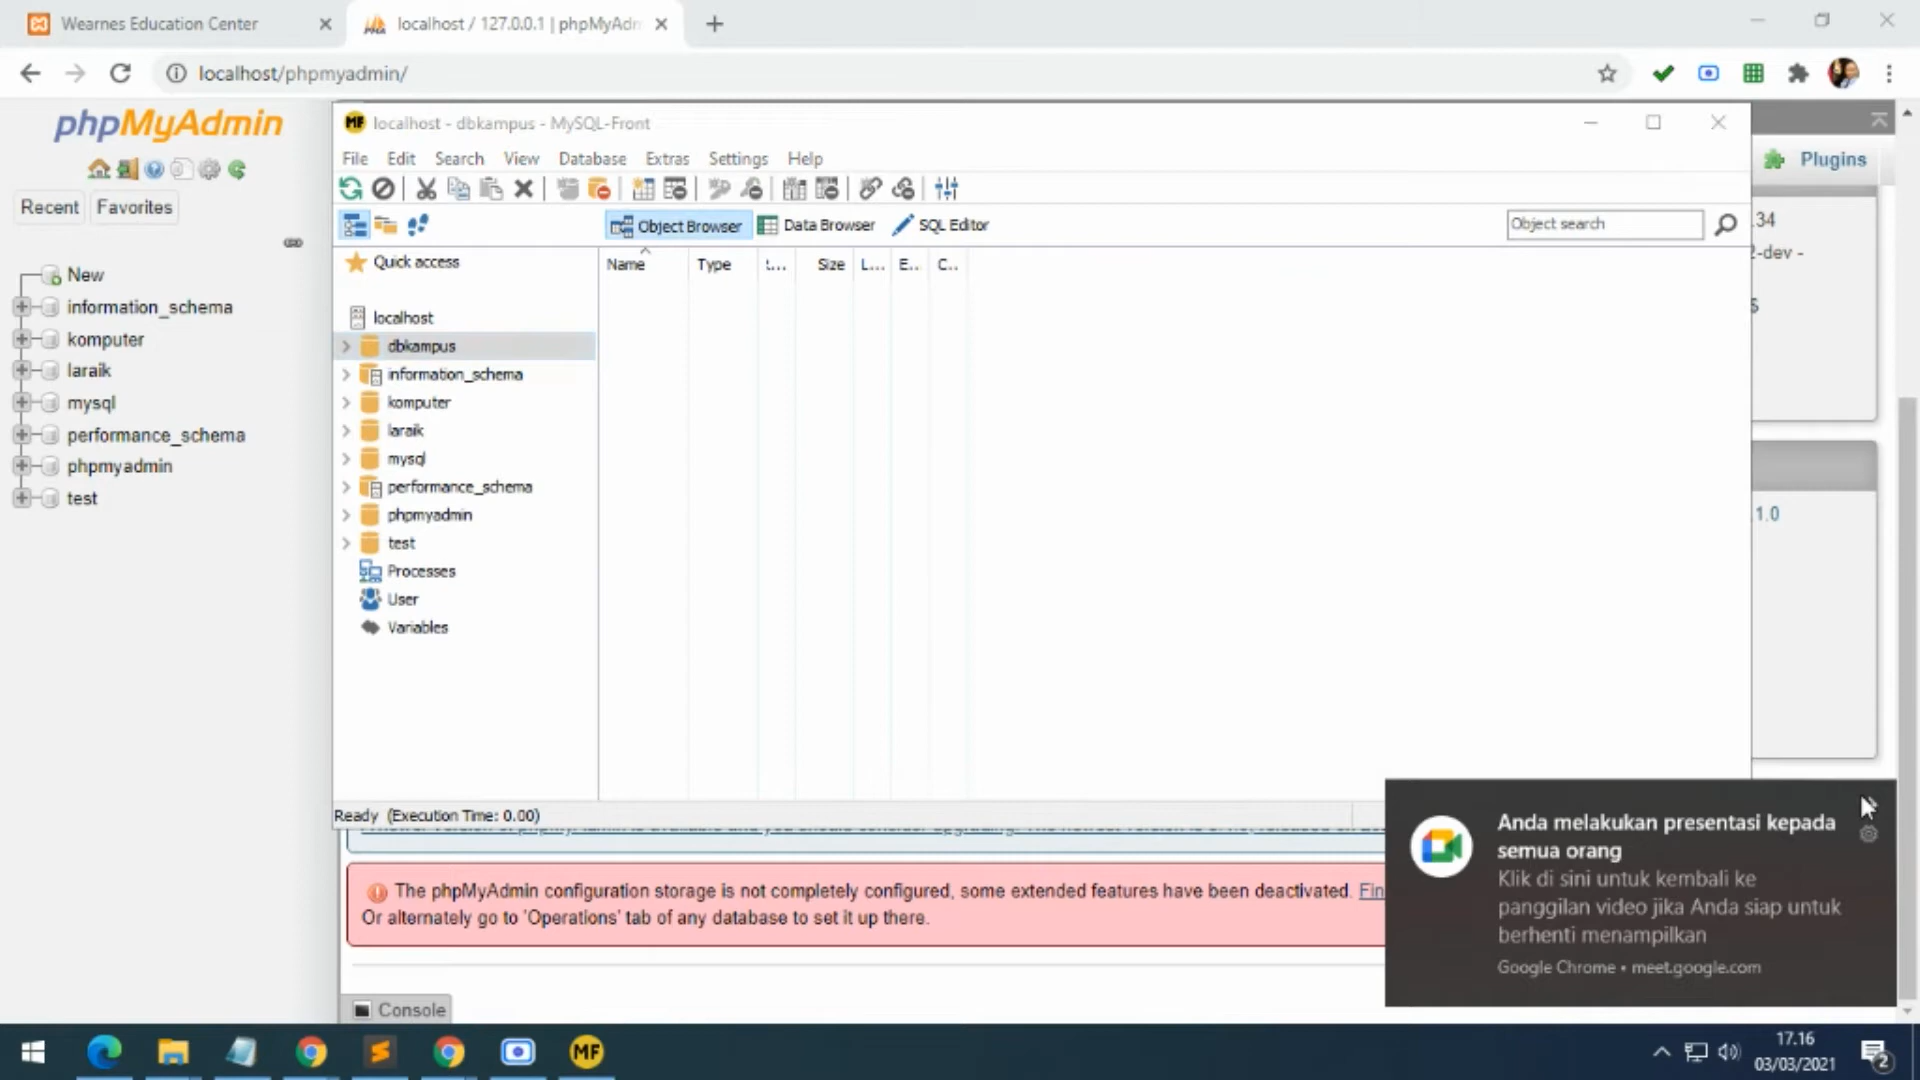 Wearnes Education Center
localhost / 127.0.0.1 | phpMyAdm
localhost/phpmyadmin/
phpMyAdmin
Recent
Favorites
New
information_schema
komputer
laraik
mysql
performance_schema
phpmyadmin
test
MF localhost - dbkampus - MySQL-Front
File Edit Search View Database Extras Settings Help
Object Browser Data Browser SQL Editor
Object search
Quick access
Name Type Size L... E... C..
localhost
dbkampus
information_schema
komputer
laraik
mysql
performance_schema
phpmyadmin
test
Processes
User
Variables
Ready (Execution Time: 0.00)
Plugins
.34
2-dev -
1.0
The phpMyAdmin configuration storage is not completely configured, some extended features have been deactivated. Fin
Or alternately go to 'Operations' tab of any database to set it up there.
Console
Anda melakukan presentasi kepada
semua orang
Klik di sini untuk kembali ke
panggilan video jika Anda siap untuk
berhenti menampilkan
Google Chrome • meet.google.com
MF
17.16
03/03/2021
2